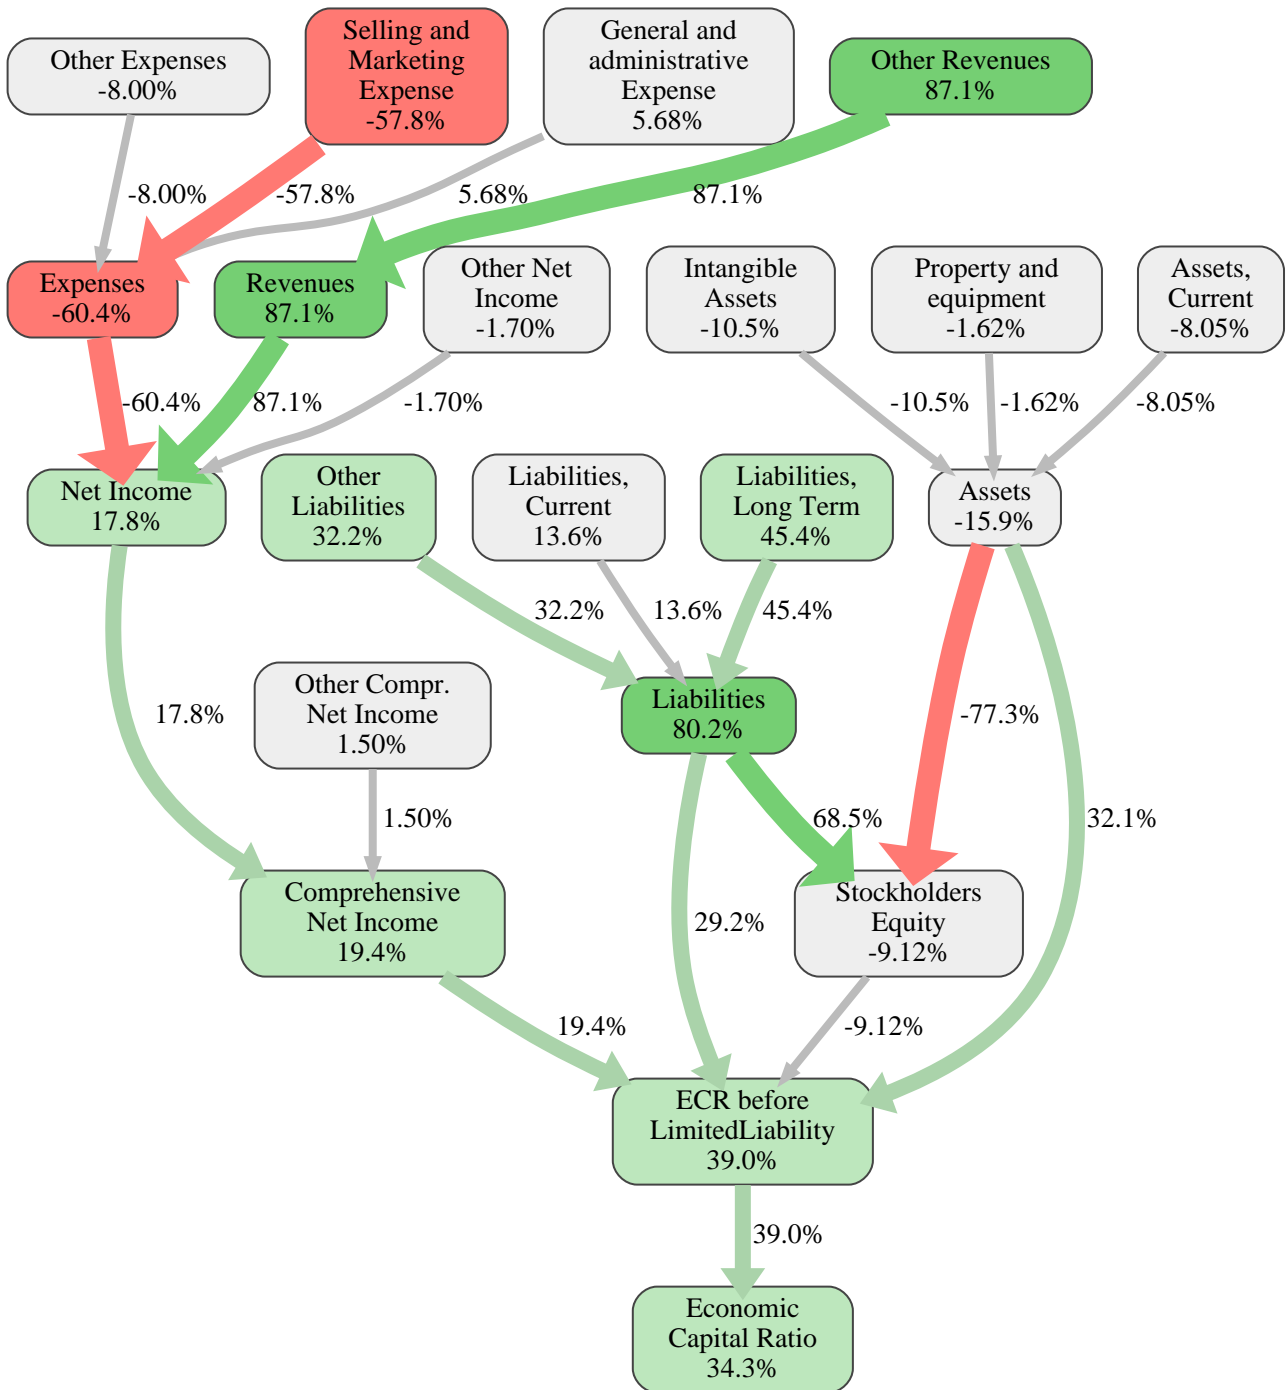 Other Expenses
-8.00%
Selling and
Marketing
Expense
-57.8%
General and
administrative
Expense
5.68%
Other Revenues
87.1%
-8.00%
-57.8%
5.68%
87.1%
Expenses
-60.4%
Revenues
87.1%
Other Net
Income
-1.70%
Intangible
Assets
-10.5%
Property and
equipment
-1.62%
Assets,
Current
-8.05%
-60.4%
87.1%
-1.70%
-10.5%
-1.62%
-8.05%
Net Income
17.8%
Other
Liabilities
32.2%
Liabilities,
Current
13.6%
Liabilities,
Long Term
45.4%
Assets
-15.9%
32.2%
13.6%
45.4%
17.8%
Other Compr.
Net Income
1.50%
Liabilities
80.2%
-77.3%
1.50%
68.5%
32.1%
Comprehensive
Net Income
19.4%
29.2%
Stockholders
Equity
-9.12%
19.4%
-9.12%
ECR before
LimitedLiability
39.0%
39.0%
Economic
Capital Ratio
34.3%